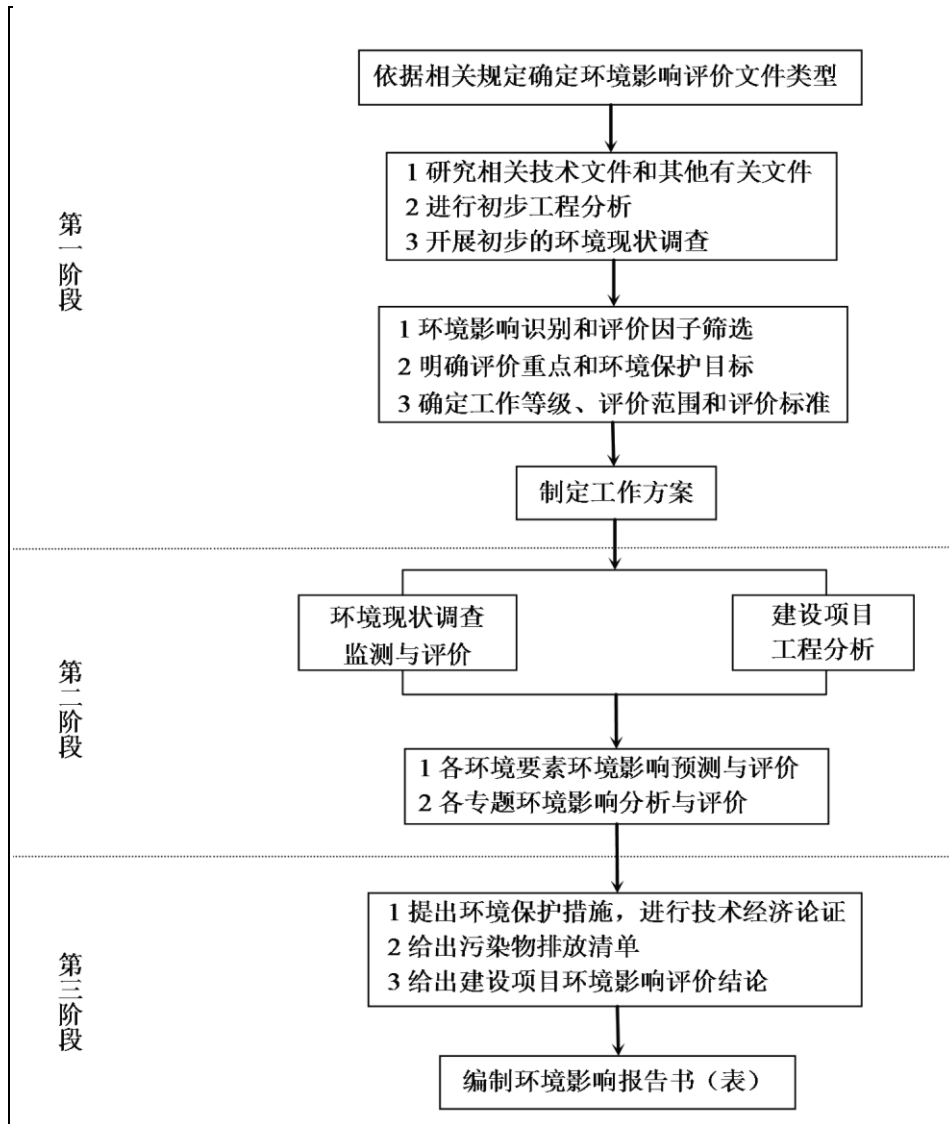 依据相关规定确定环境影响评价文件类型
1 研究相关技术文件和其他有关文件
2 进行初步工程分析
3 开展初步的环境现状调查
第一阶段
1 环境影响识别和评价因子筛选
2 明确评价重点和环境保护目标
3 确定工作等级、评价范围和评价标准
制定工作方案
环境现状调查
监测与评价
建设项目
工程分析
第二阶段
1 各环境要素环境影响预测与评价
2 各专题环境影响分析与评价
1 提出环境保护措施，进行技术经济论证
2 给出污染物排放清单
3 给出建设项目环境影响评价结论
第三阶段
编制环境影响报告书（表）